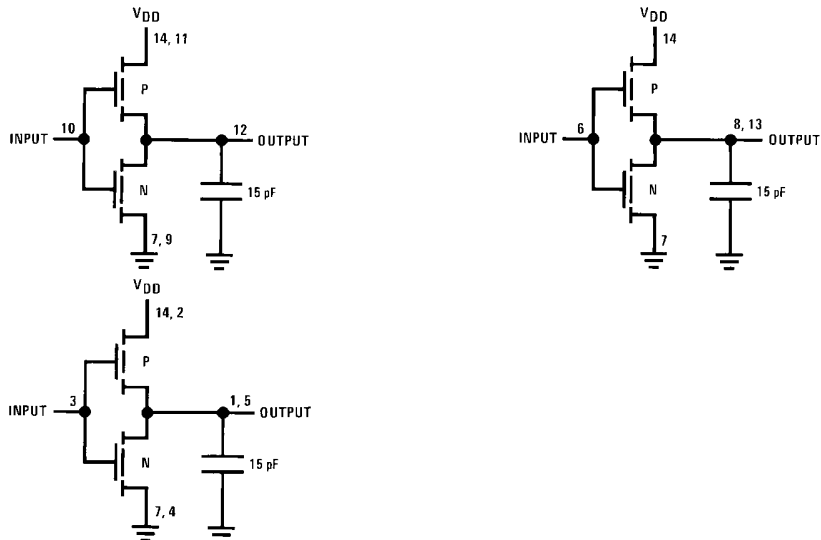 VDD
14, 11
P
INPUT 10
12 OUTPUT
N
15 pF
7, 9
VDD
14
P
INPUT 6
8, 13 OUTPUT
N
15 pF
7
VDD
14, 2
P
INPUT 3
1, 5 OUTPUT
N
15 pF
7, 4